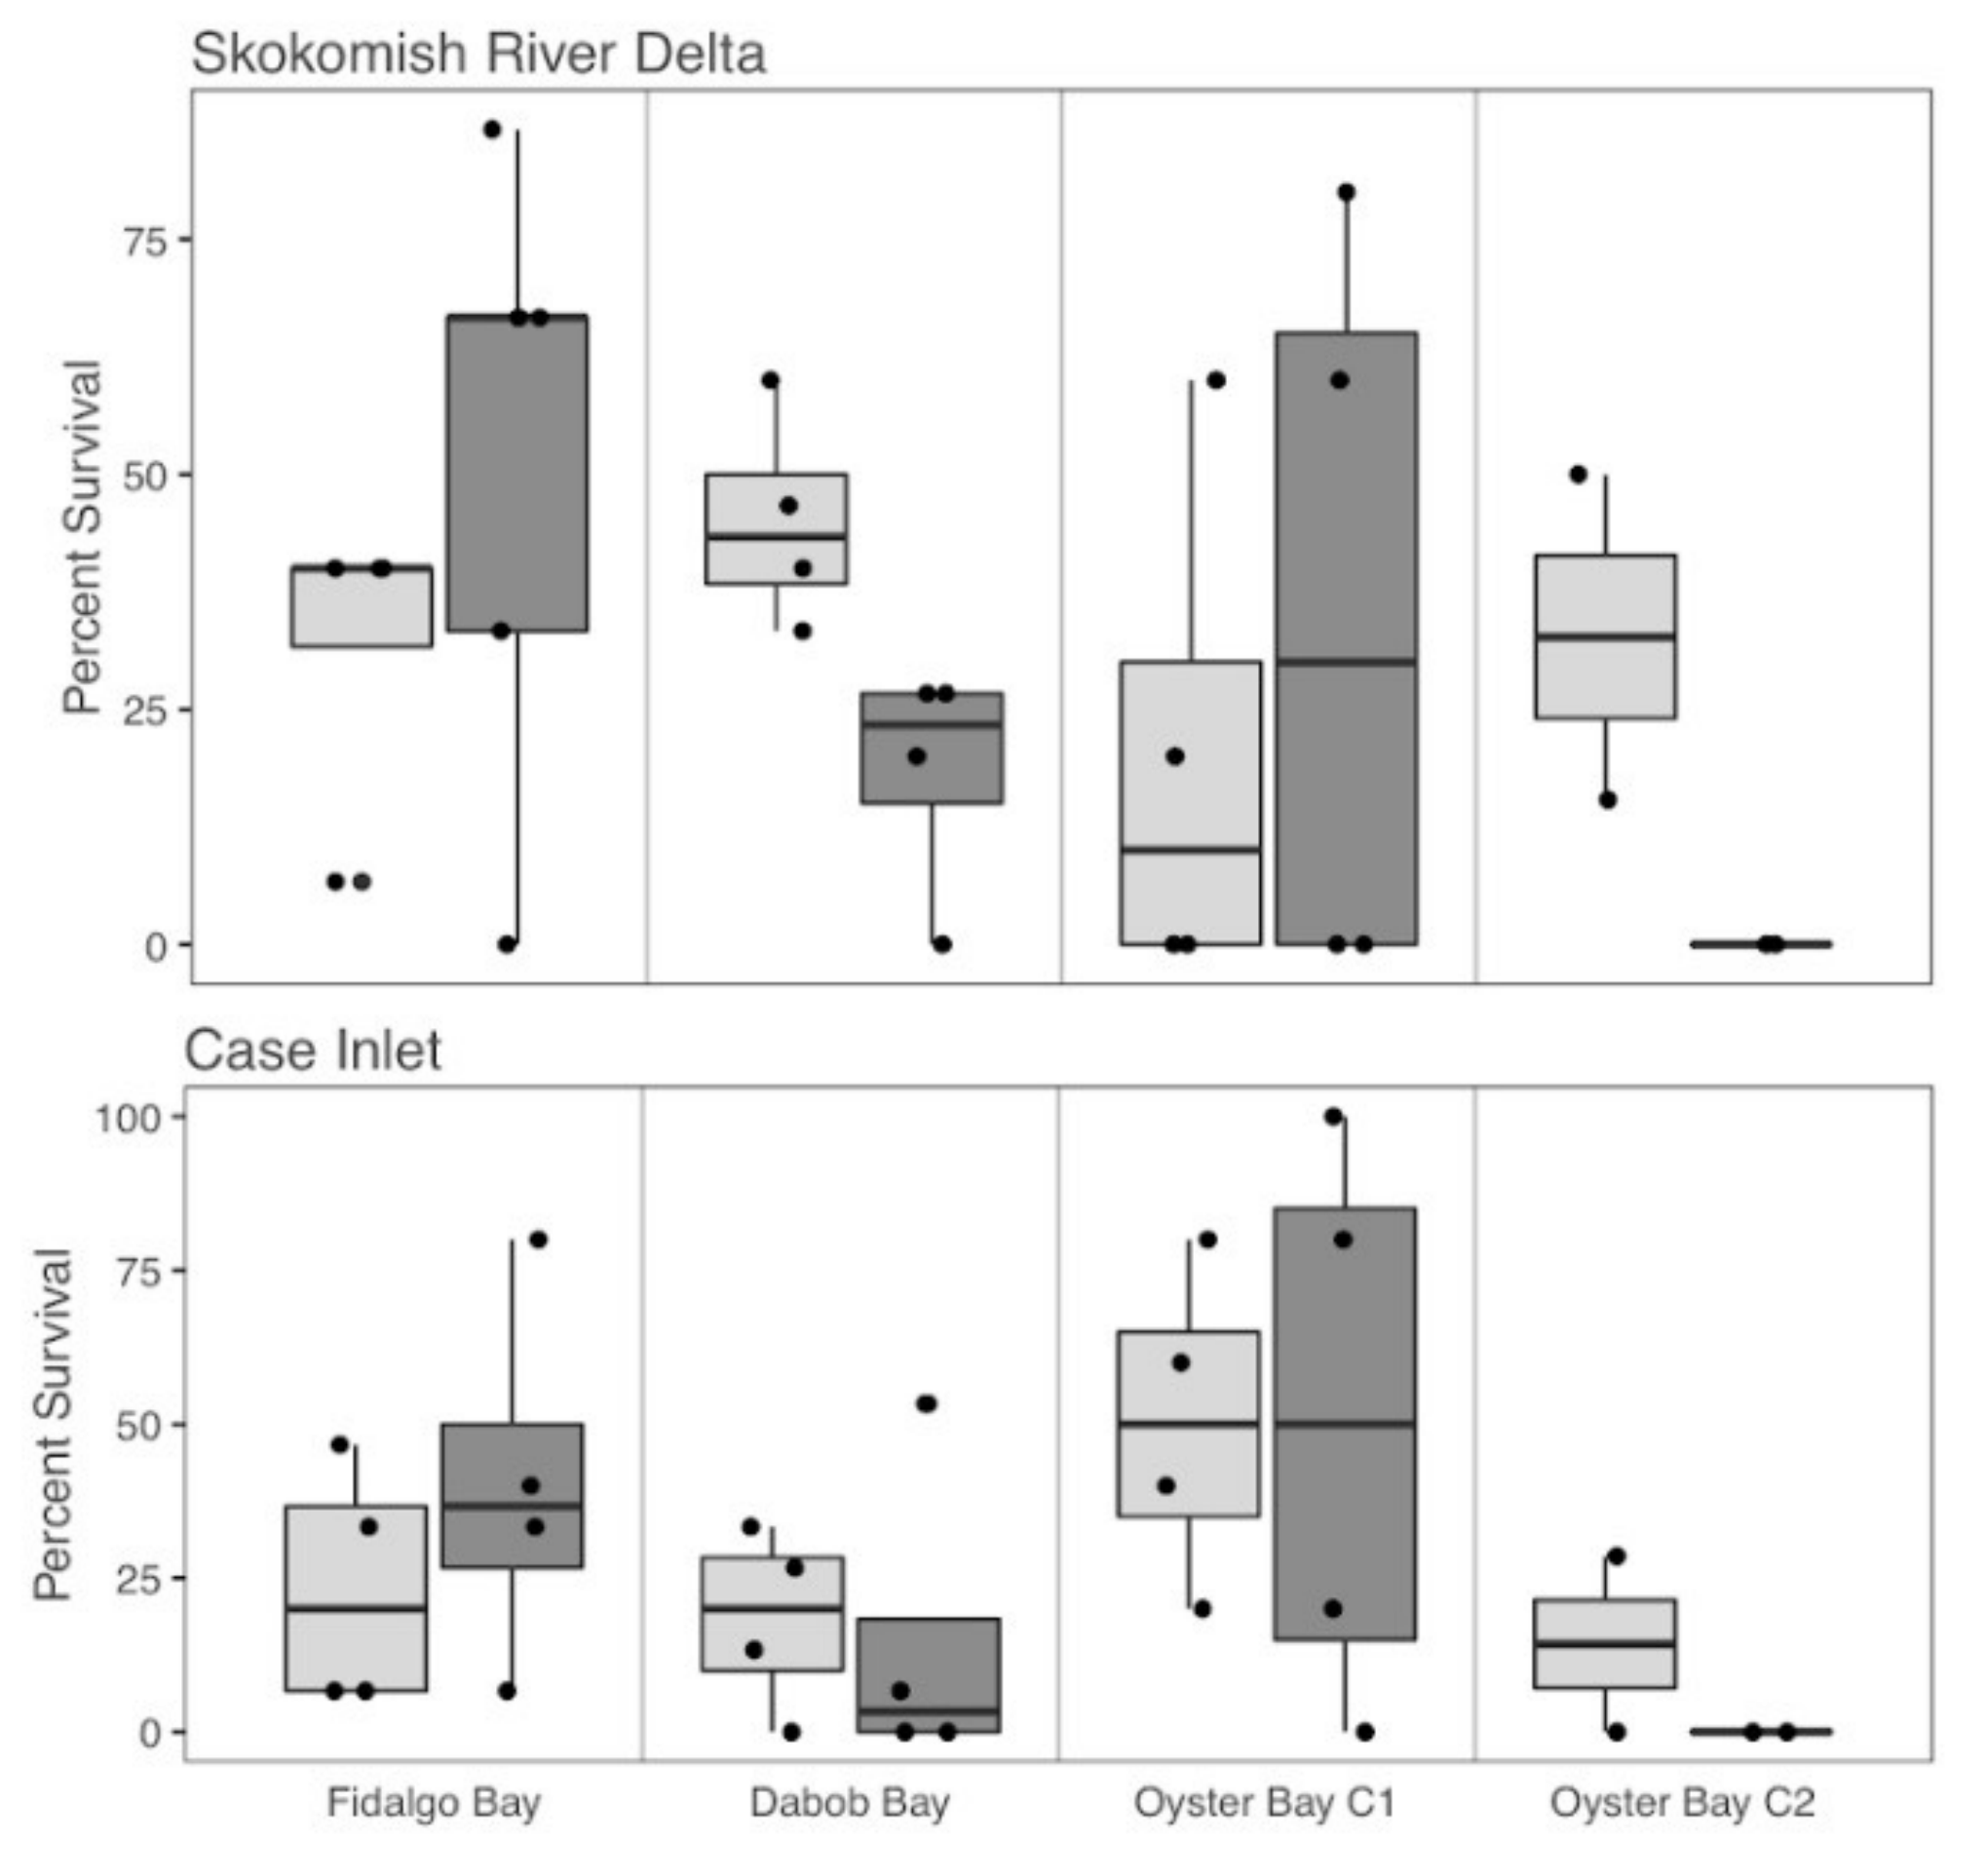 Skokomish River Delta
75
50
25
0
Percent Survival
Case Inlet
100
75
50
25
0
Percent Survival
Fidalgo Bay
Dabob Bay
Oyster Bay C1
Oyster Bay C2